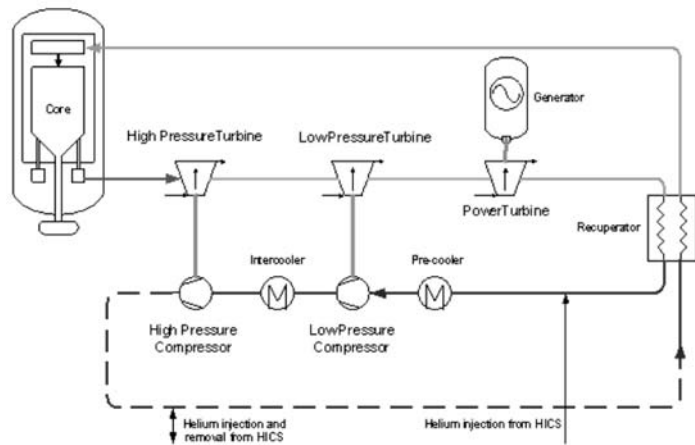 Core
High PressureTurbine
LowPressureTurbine
Generator
PowerTurbine
Recuperator
Intercooler
Pre-cooler
High Pressure
Compressor
LowPressure
Compressor
Helium injection and
removal from HICS
Helium injection from HICS